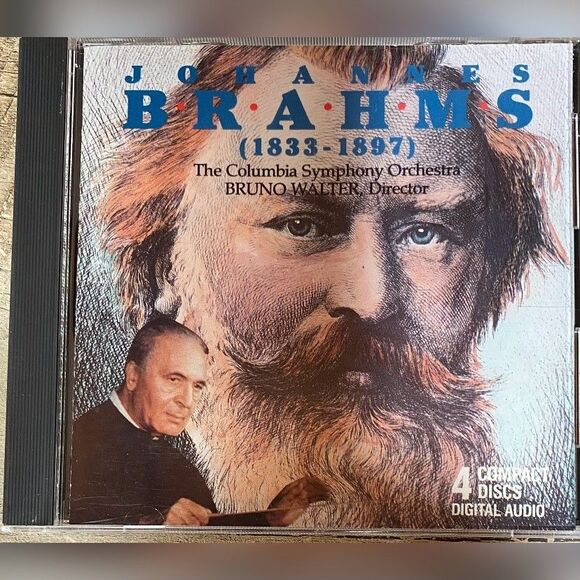 JOHANNES
B·R·A·H·M·S
(1833-1897)
The Columbia Symphony Orchestra
BRUNO WALTER, Director
4 COMPACT
DISCS
DIGITAL AUDIO